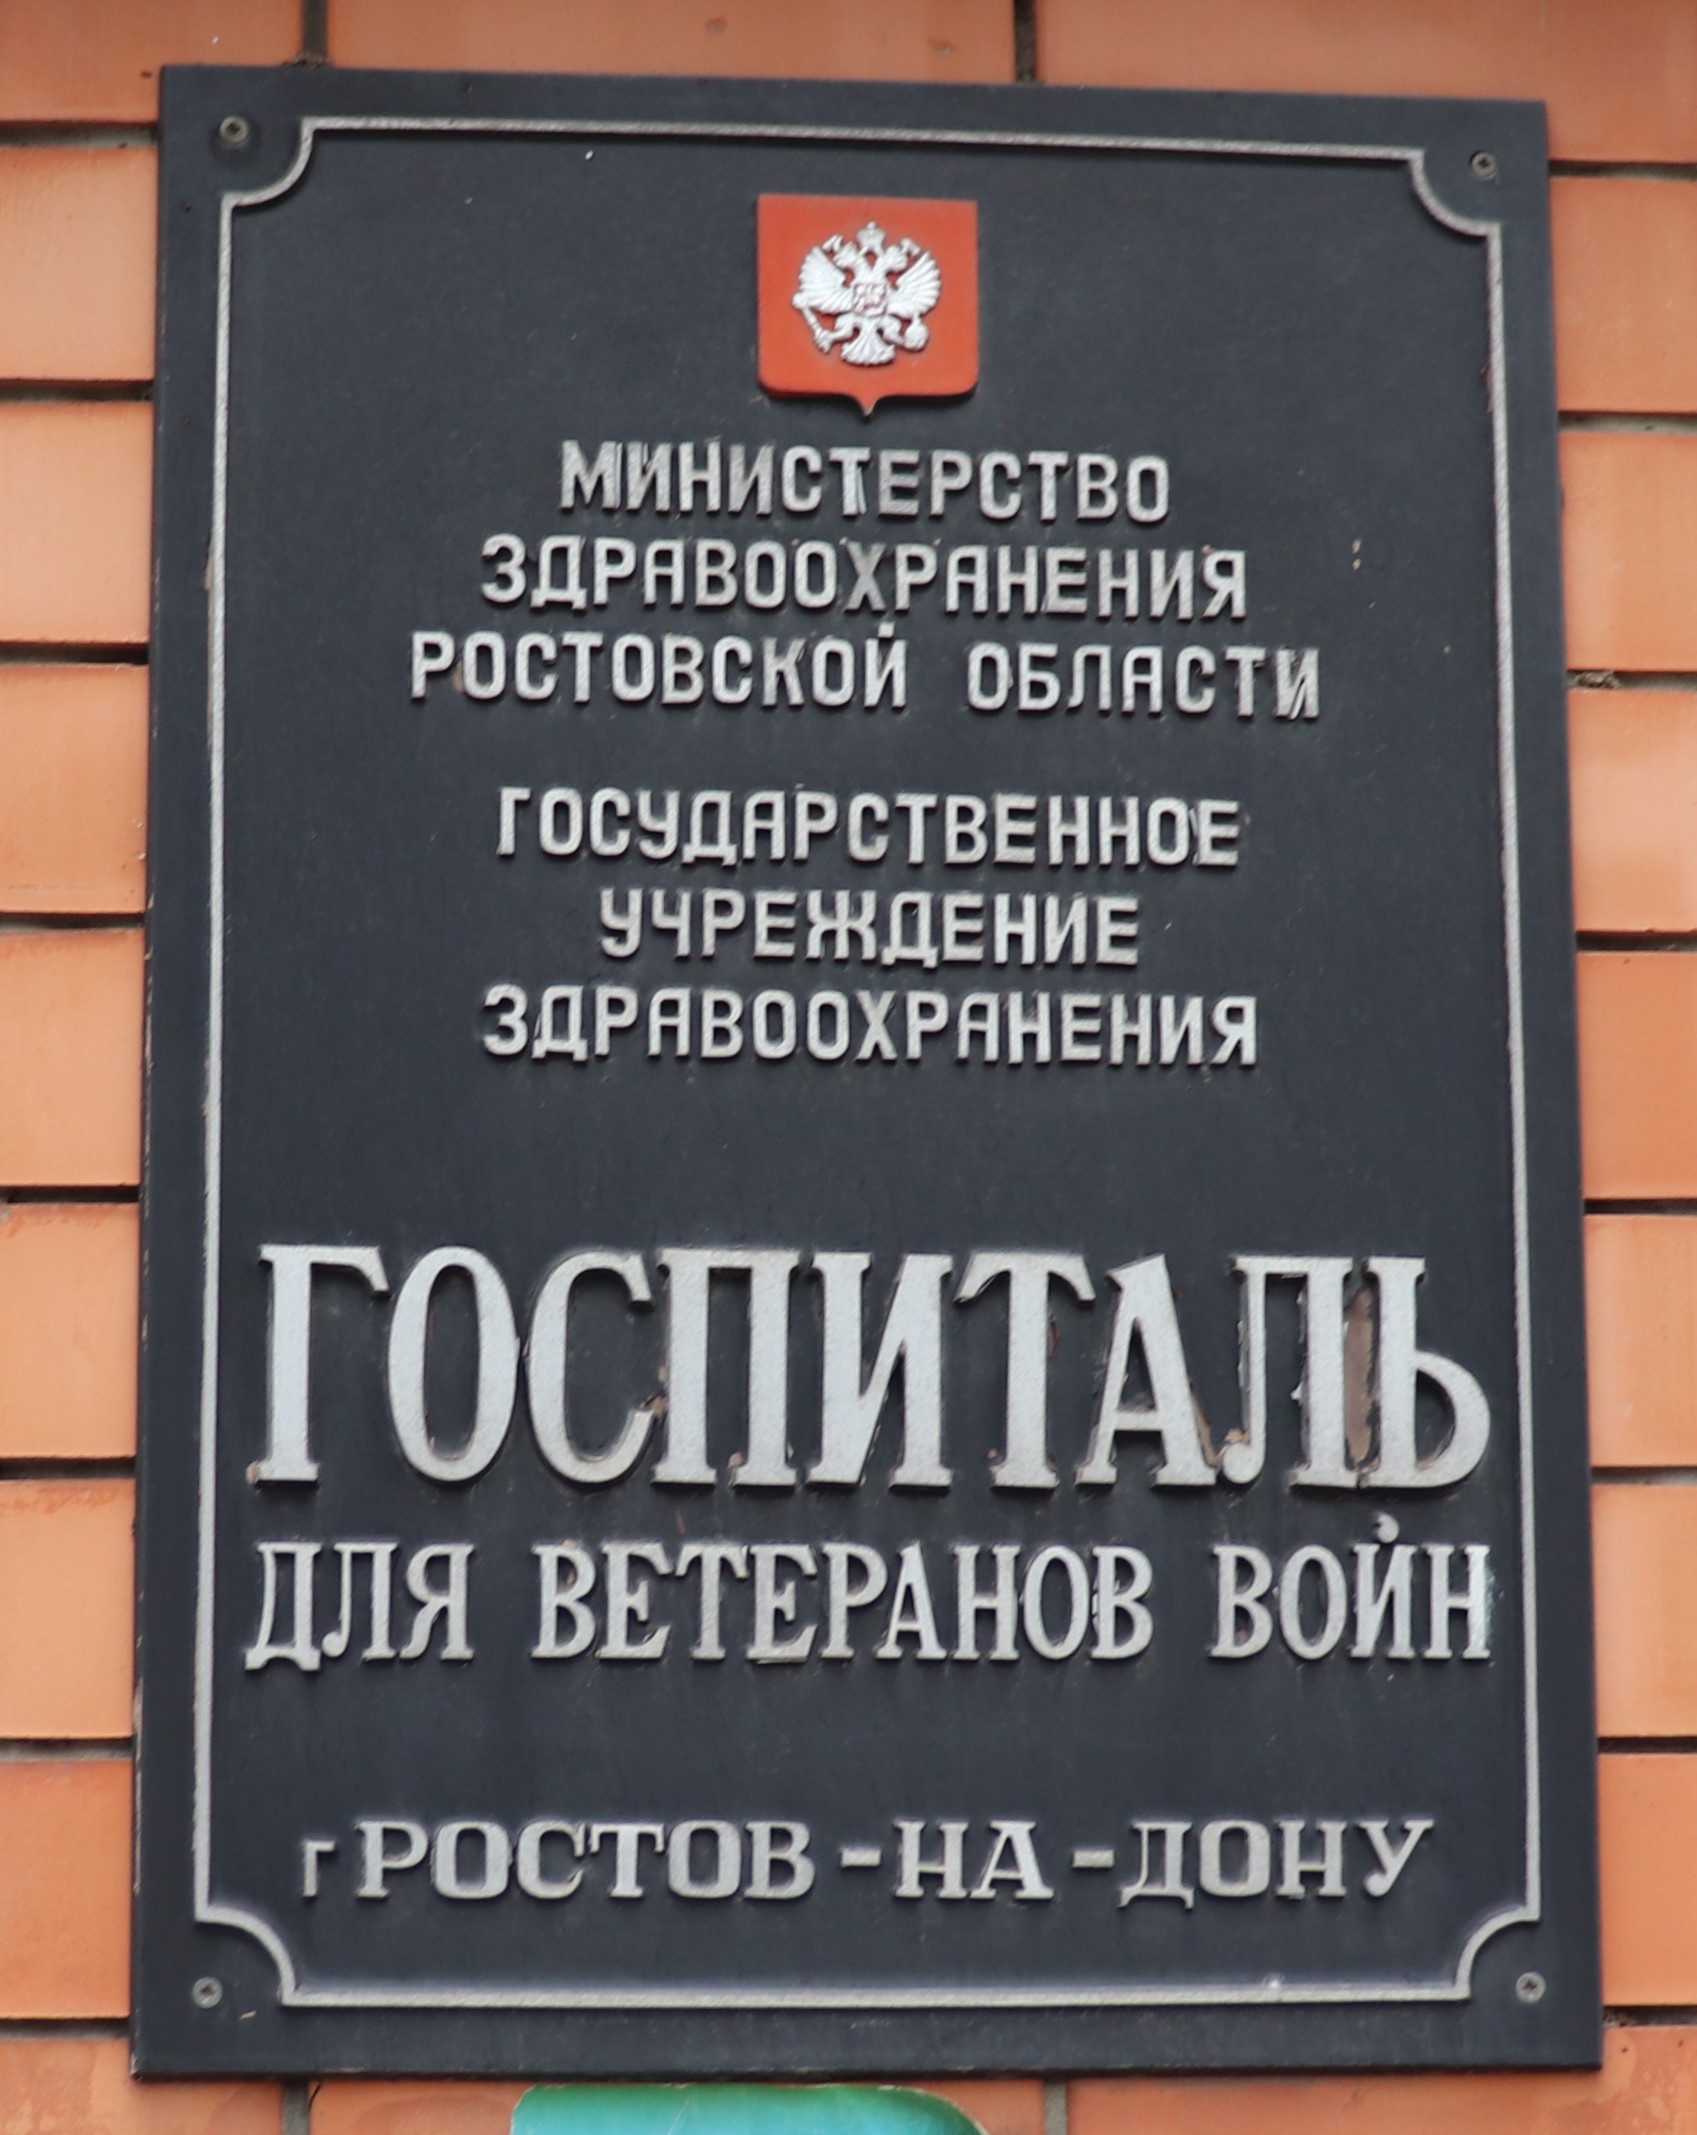 МИНИСТЕРСТВО
ЗДРАВООХРАНЕНИЯ
РОСТОВСКОЙ ОБЛАСТИ
ГОСУДАРСТВЕННОЕ
УЧРЕЖДЕНИЕ
ЗДРАВООХРАНЕНИЯ
ГОСПИТАЛЬ
ДЛЯ ВЕТЕРАНОВ ВОЙН
г РОСТОВ-НА-ДОНУ